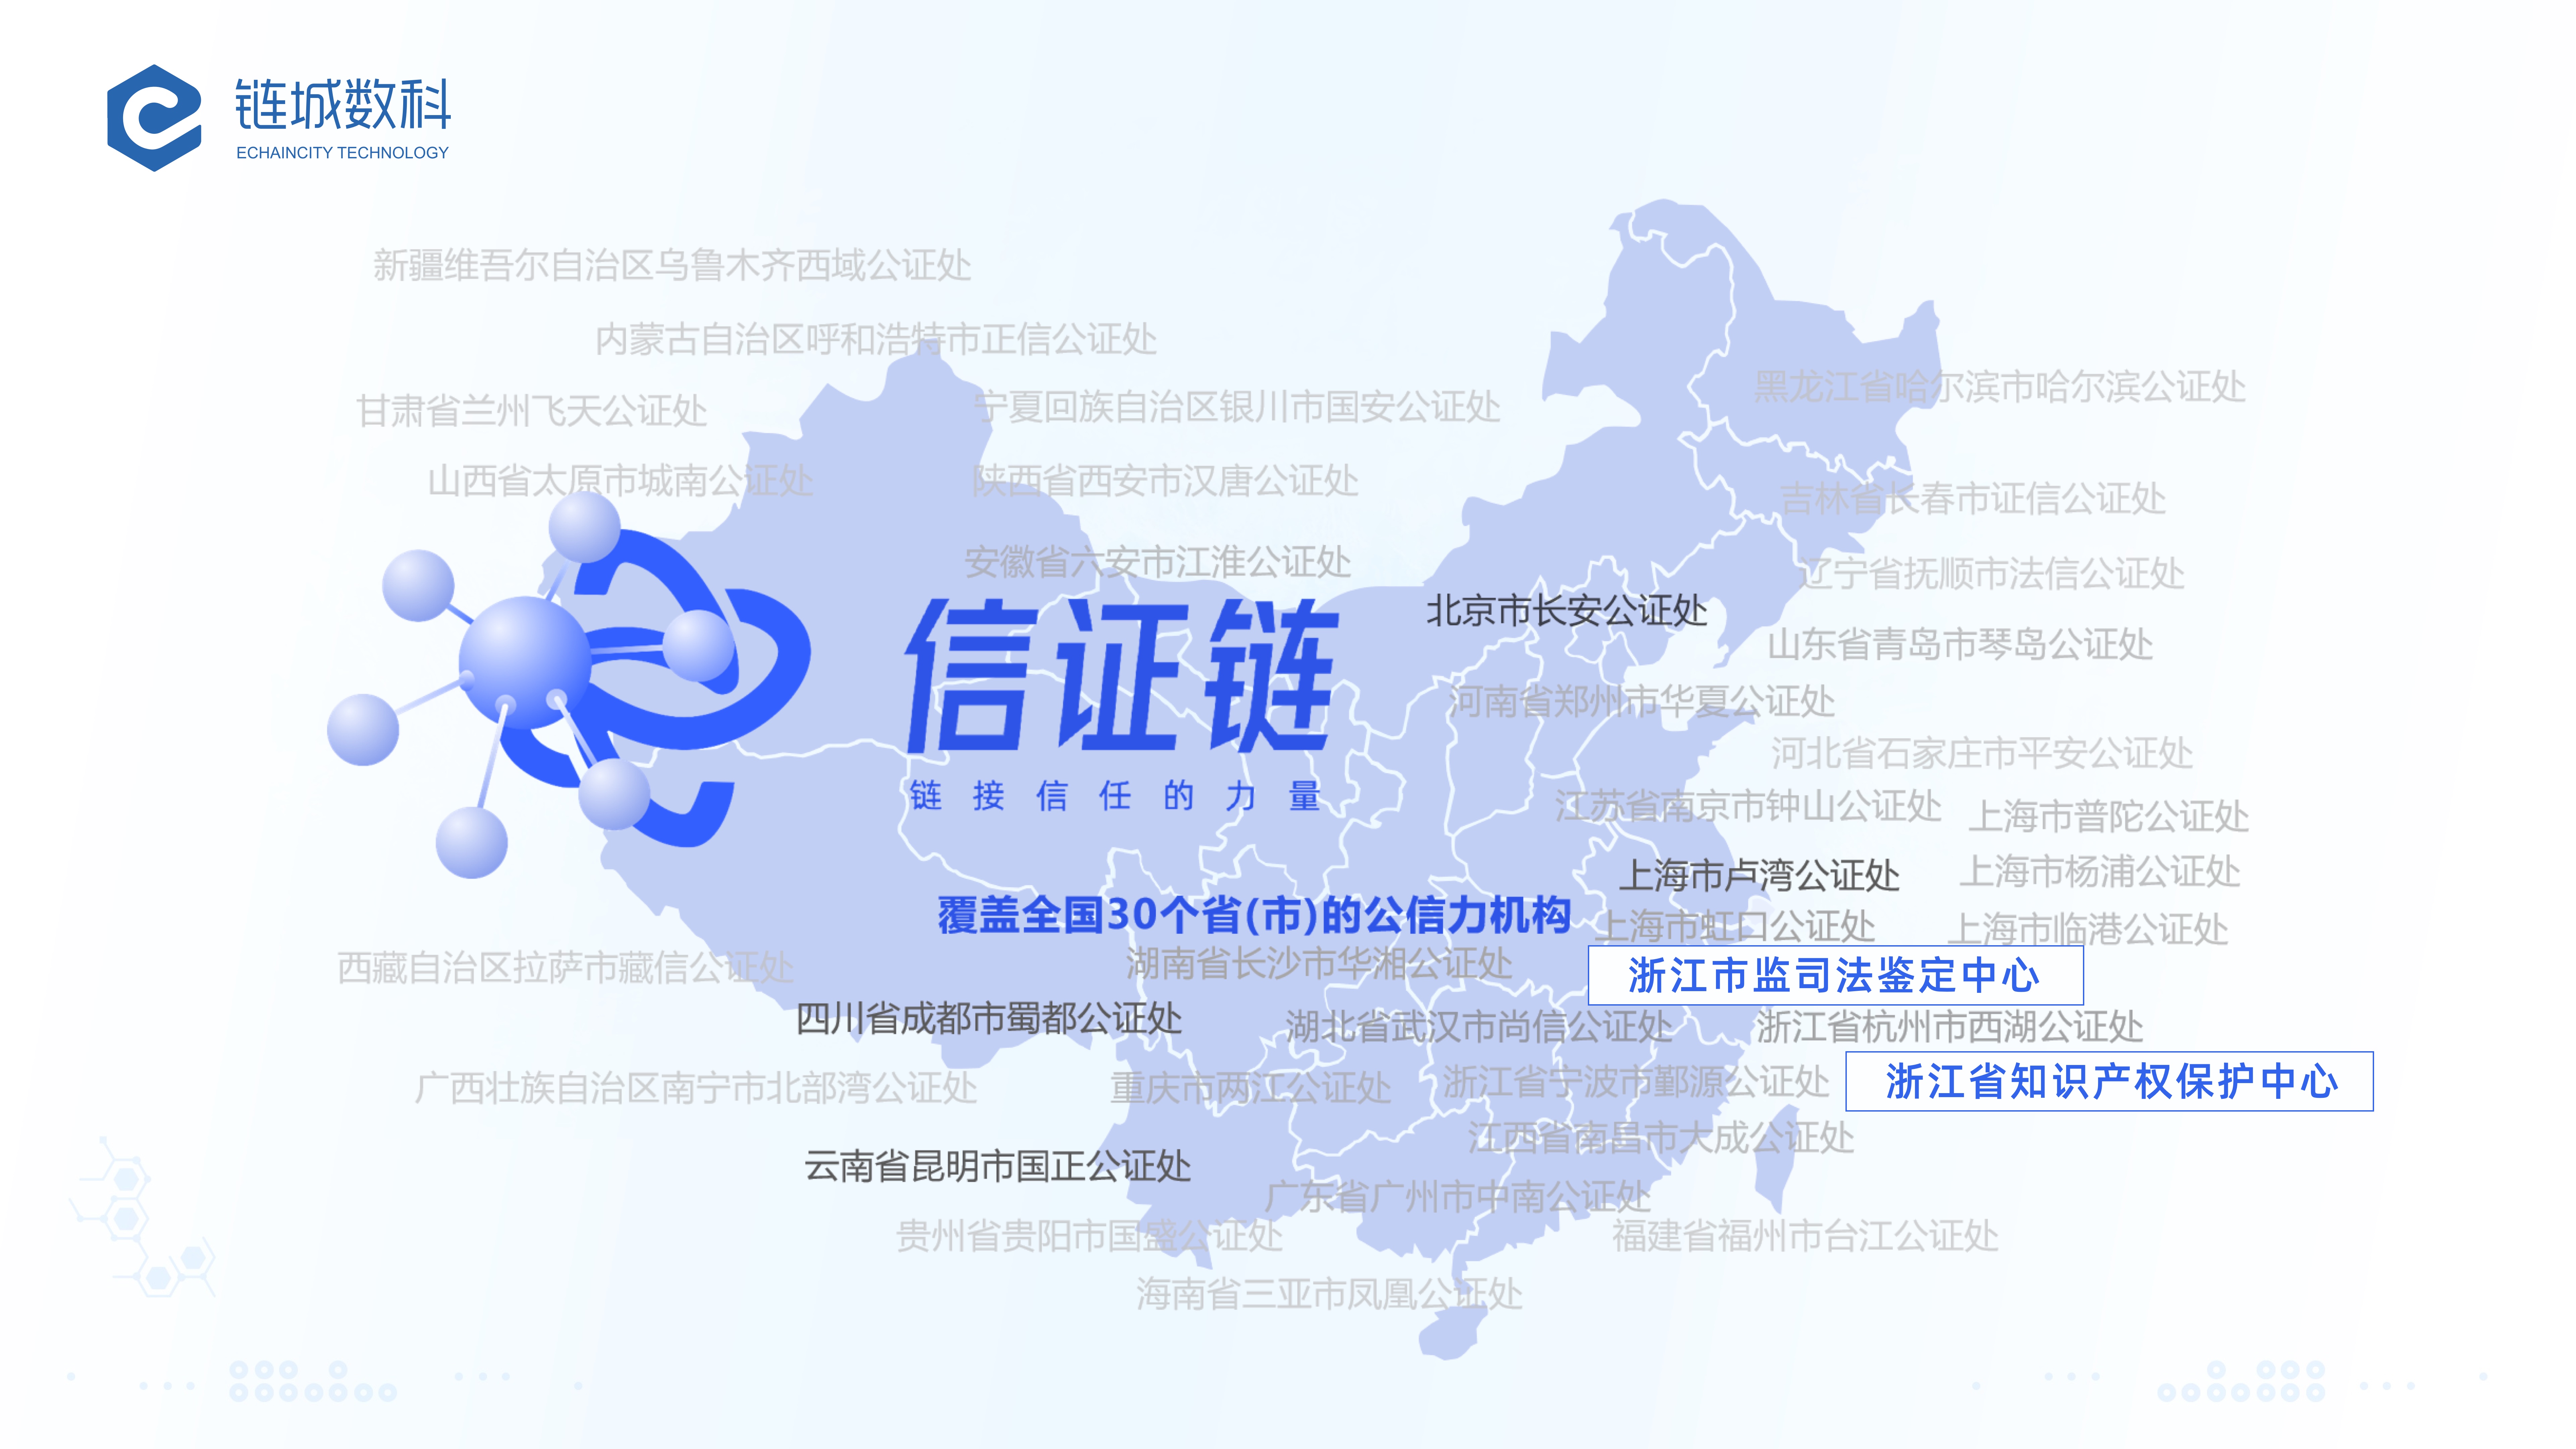 链城数科
ECHAINCITY TECHNOLOGY
新疆维吾尔自治区乌鲁木齐西域公证处
内蒙古自治区呼和浩特市正信公证处
甘肃省兰州飞天公证处
宁夏回族自治区银川市国安公证处
黑龙江省哈尔滨市哈尔滨公证处
山西省太原市城南公证处
陕西省西安市汉唐公证处
吉林省长春市证信公证处
安徽省六安市江淮公证处
辽宁省抚顺市法信公证处
北京市长安公证处
山东省青岛市琴岛公证处
信证链
河南省郑州市华夏公证处
河北省石家庄市平安公证处
链接信任的力量
江苏省南京市钟山公证处
上海市普陀公证处
上海市卢湾公证处
上海市杨浦公证处
覆盖全国30个省(市)的公信力机构
上海市虹口公证处
上海市临港公证处
西藏自治区拉萨市藏信公证处
湖南省长沙市华湘公证处
浙江市监司法鉴定中心
四川省成都市蜀都公证处
湖北省武汉市尚信公证处
浙江省杭州市西湖公证处
广西壮族自治区南宁市北部湾公证处
重庆市两江公证处
浙江省宁波市鄞源公证处
浙江省知识产权保护中心
江西省南昌市大成公证处
云南省昆明市国正公证处
广东省广州市中南公证处
贵州省贵阳市国盛公证处
福建省福州市台江公证处
海南省三亚市凤凰公证处